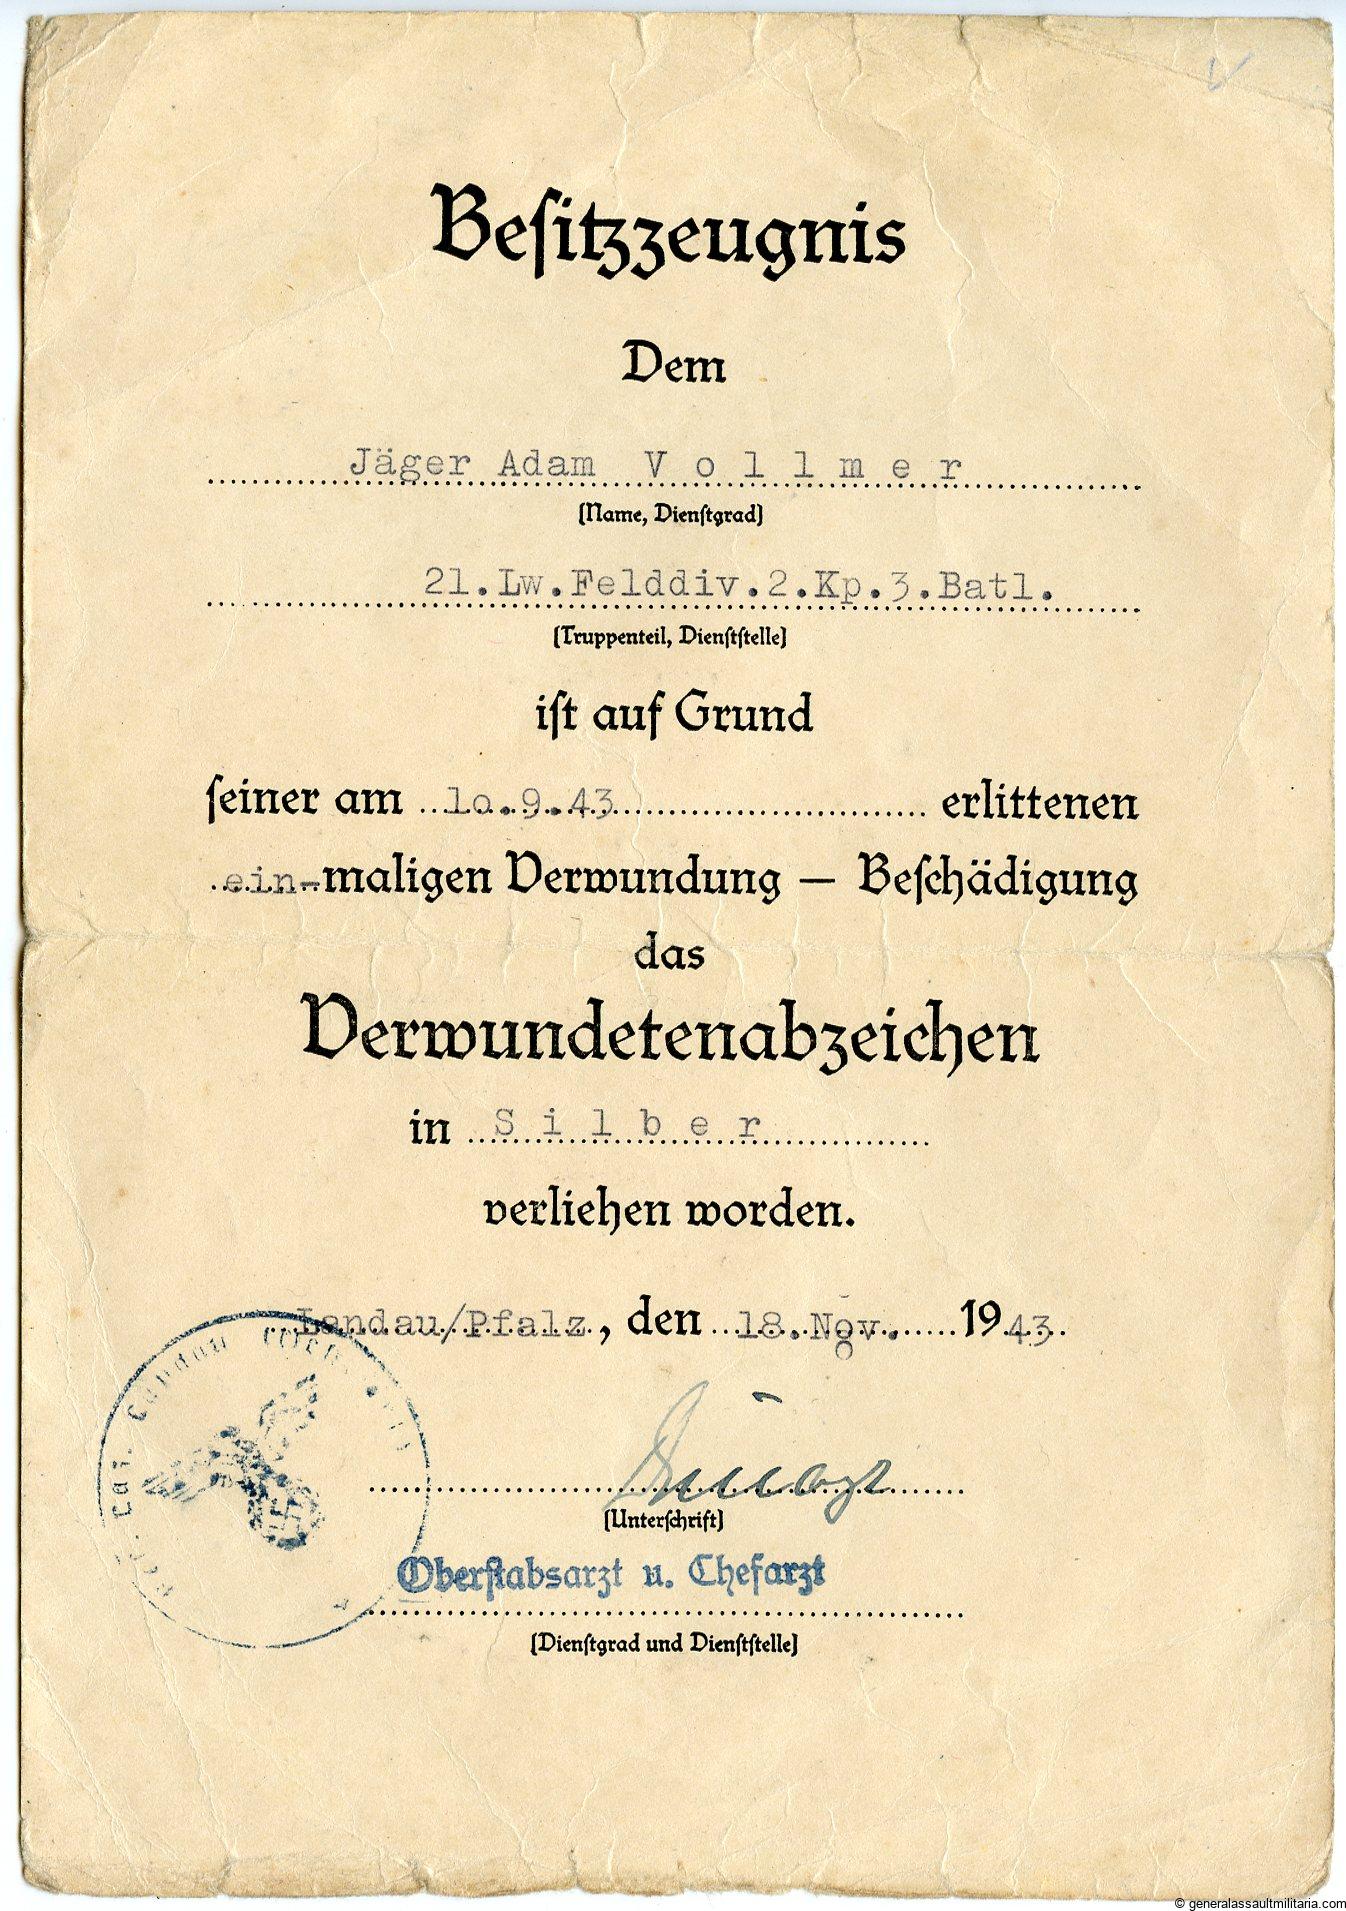 Besitzzeugnis
Dem
Jäger Adam V o l l m e r
(Name, Dienstgrad)
21.Lw.Felddiv.2.Kp.3.Batl.
(Truppenteil, Dienststelle)
ist auf Grund
seiner am 10.9.43 erlittenen
ein-maligen Verwundung — Beschädigung
das
Verwundetenabzeichen
in S i l b e r
verliehen worden.
Landau/Pfalz, den 18.Nov. 1943.
(Unterschrift)
Oberstabsarzt u. Chefarzt
(Dienstgrad und Dienststelle)
Landau
© generalassaultmilitaria.com